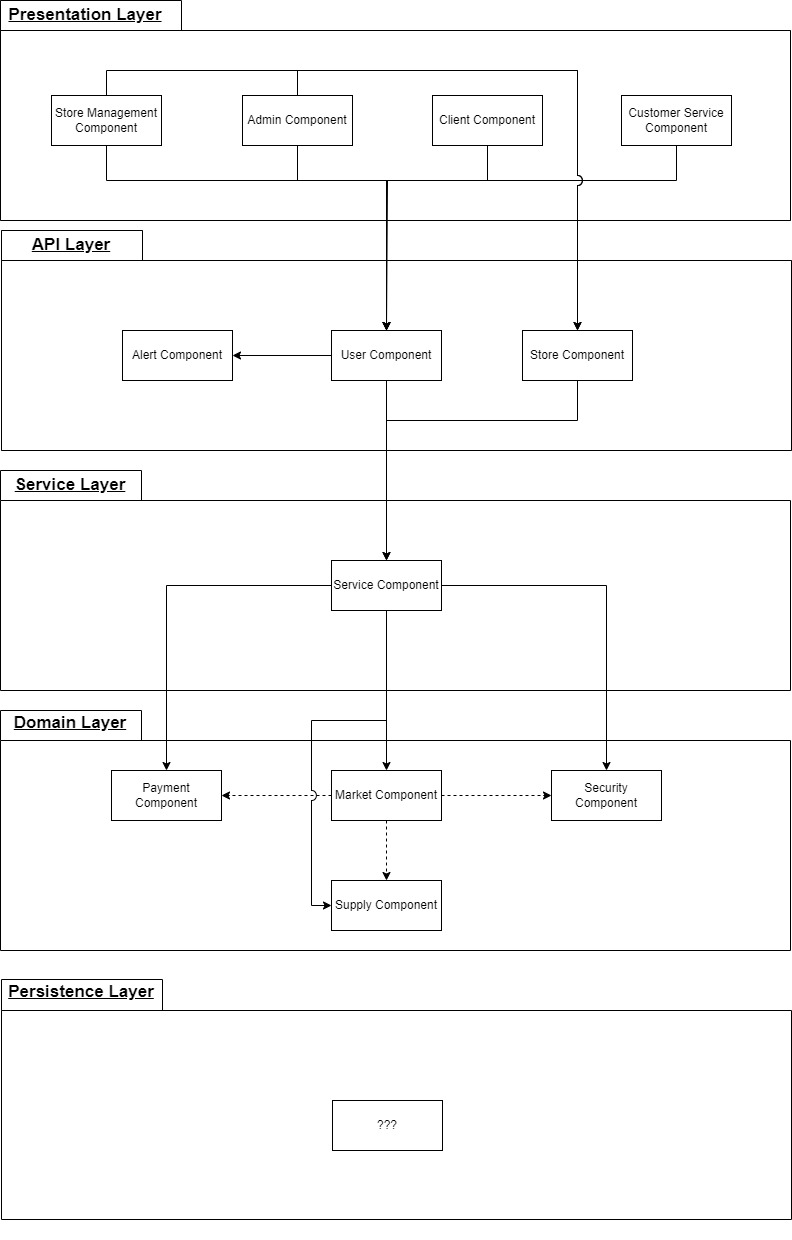 Presentation Layer
Store Management
Component
Admin Component
Client Component
Customer Service
Component
API Layer
Alert Component
User Component
Store Component
Service Layer
Service Component
Domain Layer
Payment
Component
Market Component
Security
Component
Supply Component
Persistence Layer
???